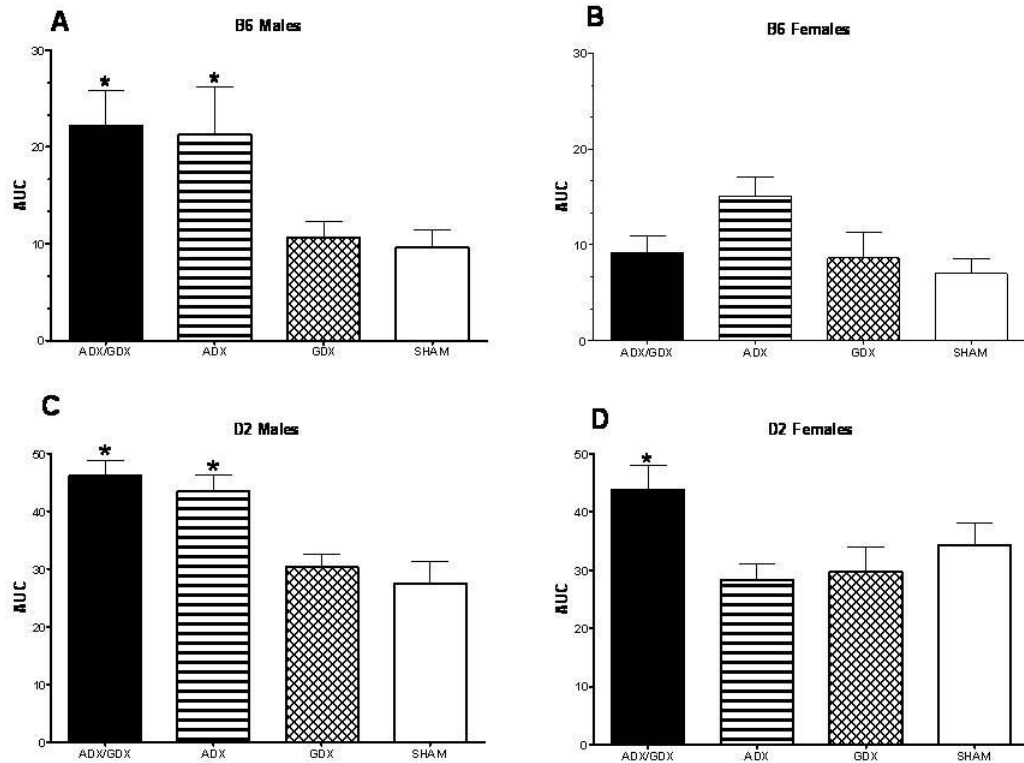 A
B6 Males
30
20
10
0
AUC
*
*
ADX/GDX
ADX
GDX
SHAM
B
B6 Females
30
20
10
0
AUC
ADX/GDX
ADX
GDX
SHAM
C
D2 Males
50
40
30
20
10
0
AUC
*
*
ADX/GDX
ADX
GDX
SHAM
D
D2 Females
50
40
30
20
10
0
AUC
*
ADX/GDX
ADX
GDX
SHAM